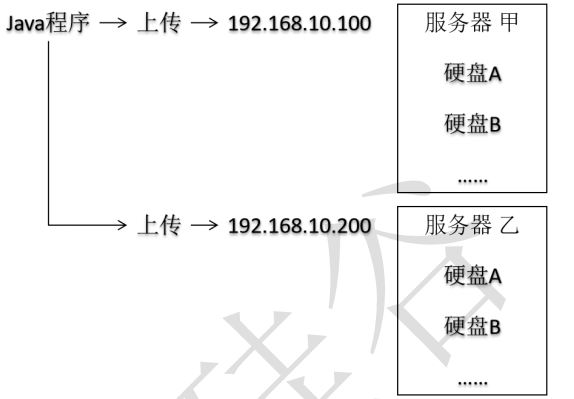 Java程序 → 上传 → 192.168.10.100
服务器 甲
硬盘A
硬盘B
......
→ 上传 → 192.168.10.200
服务器 乙
硬盘A
硬盘B
......
硅谷